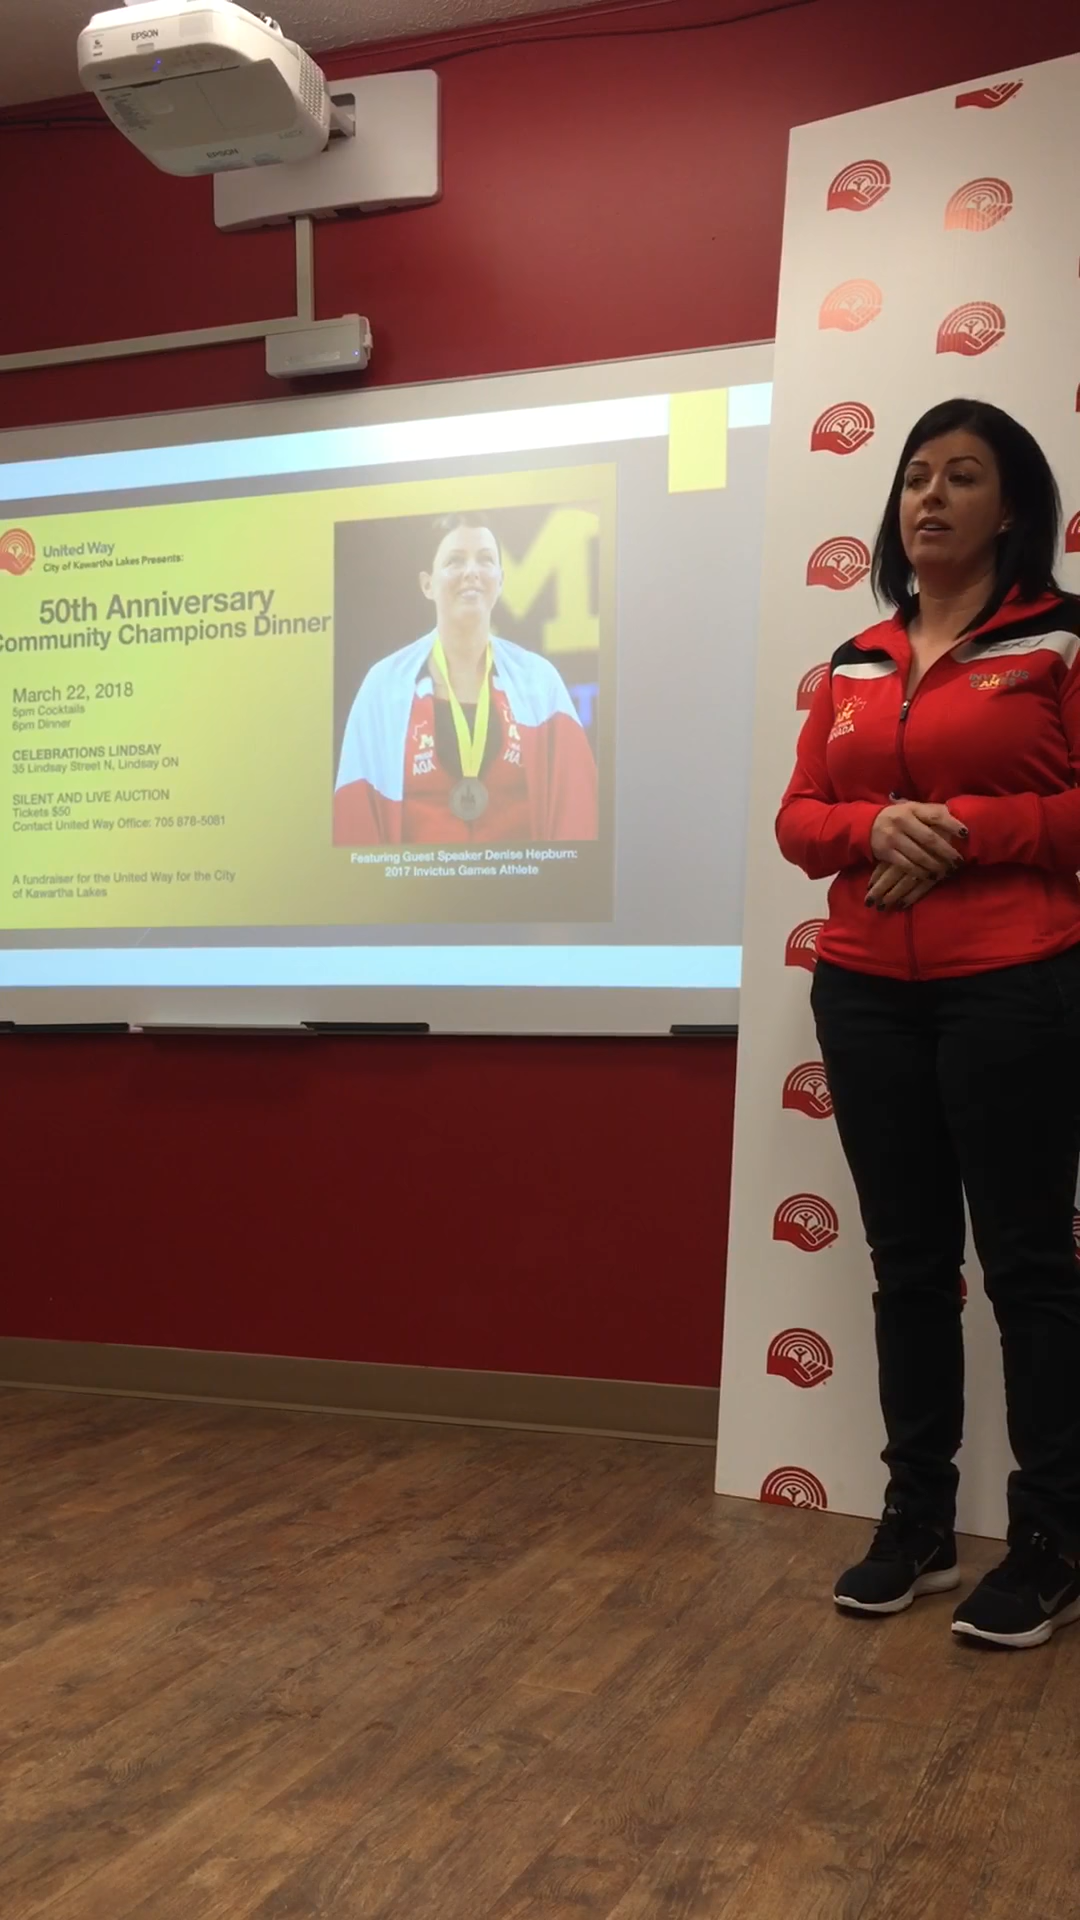 EPSON
EPSON
United Way
City of Kawartha Lakes Presents:
50th Anniversary
Community Champions Dinner
March 22, 2018
5pm Cocktails
6pm Dinner
CELEBRATIONS LINDSAY
35 Lindsay Street N, Lindsay ON
SILENT AND LIVE AUCTION
Tickets $50
Contact United Way Office: 705 878-5081
A fundraiser for the United Way for the City
of Kawartha Lakes
Featuring Guest Speaker Denise Hepburn:
2017 Invictus Games Athlete
INVICTUS
GAMES